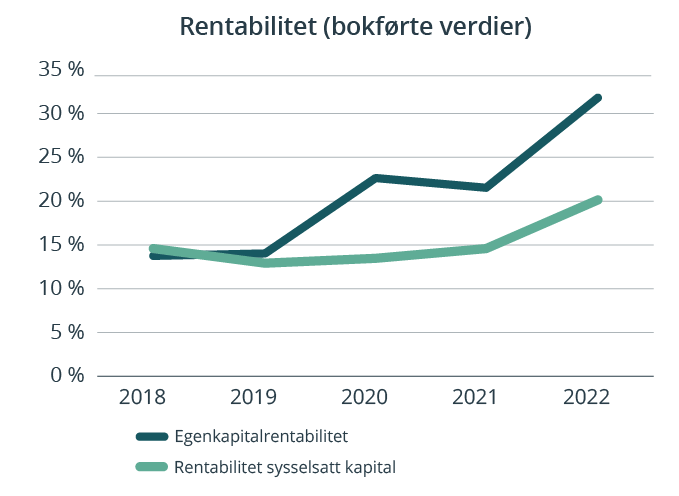 Rentabilitet (bokførte verdier)
35 %
30 %
25 %
20 %
15 %
10 %
5 %
0 %
2018 2019 2020 2021 2022
Egenkapitalrentabilitet
Rentabilitet sysselsatt kapital